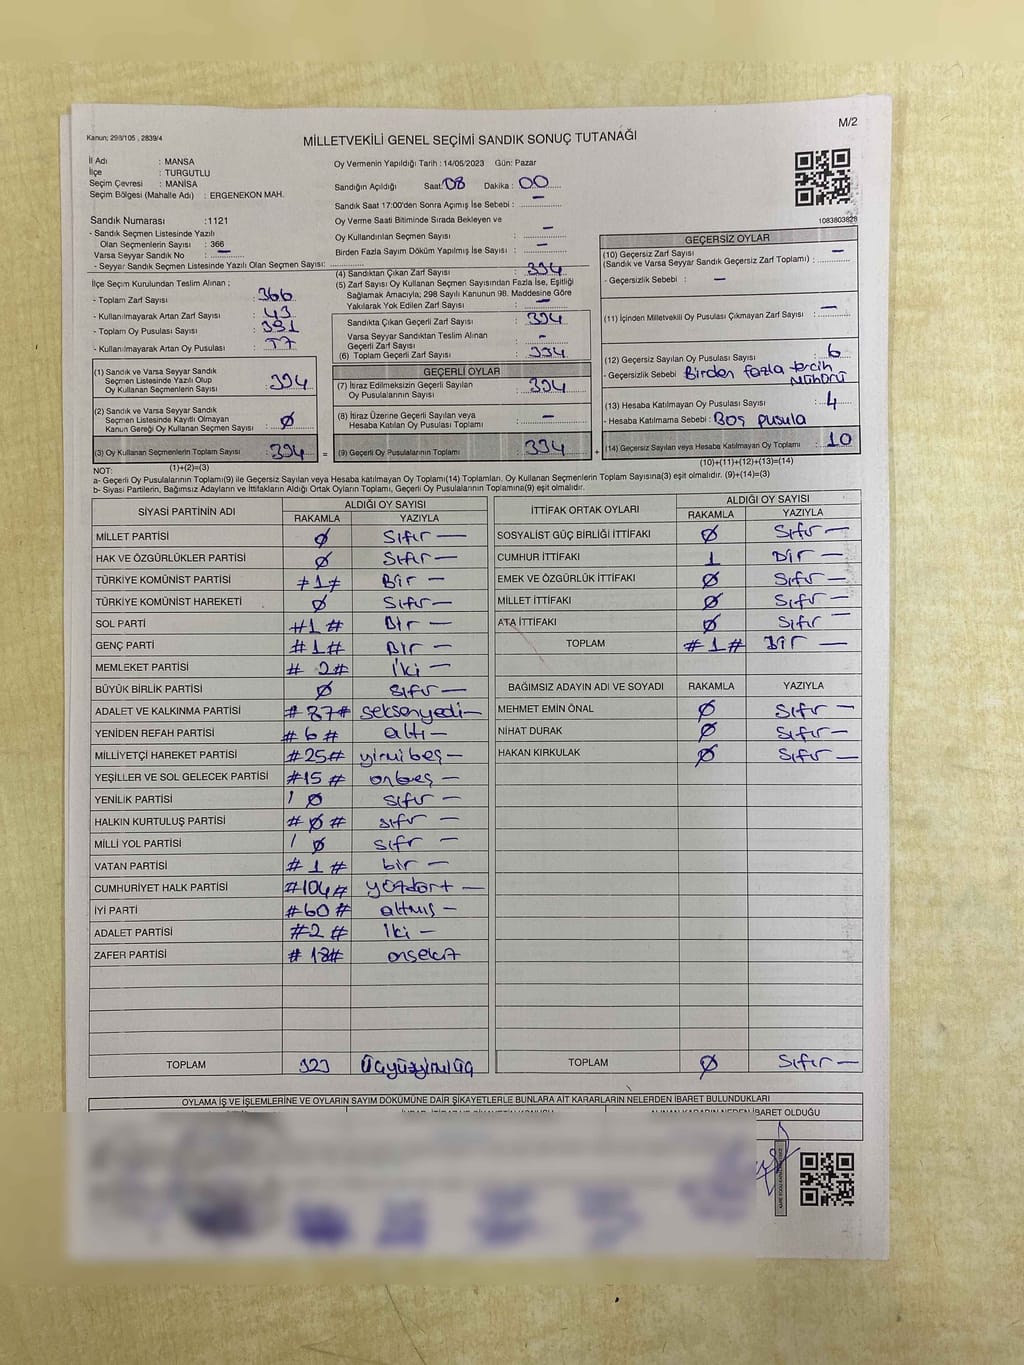 Kanun; 298/105 , 2839/4
M/2
MİLLETVEKİLİ GENEL SEÇİMİ SANDIK SONUÇ TUTANAĞI
İl Adı : MANSA
İlçe : TURGUTLU
Seçim Çevresi : MANİSA
Seçim Bölgesi (Mahalle Adı) : ERGENEKON MAH.
Oy Vermenin Yapıldığı Tarih : 14/05/2023 Gün: Pazar
Sandığın Açıldığı Saat: 08 Dakika : 00
Sandık Saat 17:00'den Sonra Açımış İse Sebebi : —
Oy Verme Saati Bitiminde Sırada Bekleyen ve
Oy Kullandırılan Seçmen Sayısı : —
Birden Fazla Sayım Döküm Yapılmış İse Sayısı : —
1083803828
Sandık Numarası :1121
- Sandık Seçmen Listesinde Yazılı
Olan Seçmenlerin Sayısı : 366
Varsa Seyyar Sandık No : —
- Seyyar Sandık Seçmen Listesinde Yazılı Olan Seçmen Sayısı:
İlçe Seçim Kurulundan Teslim Alınan ;
- Toplam Zarf Sayısı : 366
- Kullanılmayarak Artan Zarf Sayısı : 43
- Toplam Oy Pusulası Sayısı :
- Kullanılmayarak Artan Oy Pusulası :
(1) Sandık ve Varsa Seyyar Sandık
Seçmen Listesinde Yazılı Olup
Oy Kullanan Seçmenlerin Sayısı : 334
(2) Sandık ve Varsa Seyyar Sandık
Seçmen Listesinde Kayıtlı Olmayan
Kanun Gereği Oy Kullanan Seçmen Sayısı : Ø
(3) Oy Kullanan Seçmenlerin Toplam Sayısı : 334 =
(1)+(2)=(3)
(4) Sandıktan Çıkan Zarf Sayısı : 334
(5) Zarf Sayısı Oy Kullanan Seçmen Sayısından Fazla İse, Eşitliği
Sağlamak Amacıyla; 298 Sayılı Kanunun 98. Maddesine Göre
Yakılarak Yok Edilen Zarf Sayısı : —
Sandıkta Çıkan Geçerli Zarf Sayısı : 334
Varsa Seyyar Sandıktan Teslim Alınan
Geçerli Zarf Sayısı : -
(6) Toplam Geçerli Zarf Sayısı : 334
GEÇERLİ OYLAR
(7) İtiraz Edilmeksizin Geçerli Sayılan
Oy Pusulalarının Sayısı : 334
(8) İtiraz Üzerine Geçerli Sayılan veya
Hesaba Katılan Oy Pusulası Toplamı : —
(9) Geçerli Oy Pusulalarının Toplamı : 334 +
GEÇERSİZ OYLAR
(10) Geçersiz Zarf Sayısı —
(Sandık ve Varsa Seyyar Sandık Geçersiz Zarf Toplamı) :
- Geçersizlik Sebebi : —
(11) İçinden Milletvekili Oy Pusulası Çıkmayan Zarf Sayısı : —
(12) Geçersiz Sayılan Oy Pusulası Sayısı : 6
- Geçersizlik Sebebi Birden fazla tercih
Mührü
(13) Hesaba Katılmayan Oy Pusulası Sayısı : 4
- Hesaba Katılmama Sebebi : Boş pusula
(14) Geçersiz Sayılan veya Hesaba Katılmayan Oy Toplamı : 10
(10)+(11)+(12)+(13)=(14)
NOT:
a- Geçerli Oy Pusulalarının Toplamı(9) ile Geçersiz Sayılan veya Hesaba katılmayan Oy Toplamı(14) Toplamları, Oy Kullanan Seçmenlerin Toplam Sayısına(3) eşit olmalıdır. (9)+(14)=(3)
b- Siyasi Partilerin, Bağımsız Adayların ve İttifakların Aldığı Ortak Oyların Toplamı, Geçerli Oy Pusulalarının Toplamına(9) eşit olmalıdır.
SİYASİ PARTİNİN ADI ALDIĞI OY SAYISI
RAKAMLA YAZIYLA
MİLLET PARTİSİ Ø Sıfır —
HAK VE ÖZGÜRLÜKLER PARTİSİ Ø Sıfır —
TÜRKİYE KOMÜNİST PARTİSİ #1# Bir —
TÜRKİYE KOMÜNİST HAREKETİ Ø Sıfır —
SOL PARTİ #1# Bir —
GENÇ PARTİ #1# Bir —
MEMLEKET PARTİSİ #2# İki —
BÜYÜK BİRLİK PARTİSİ Ø Sıfır —
ADALET VE KALKINMA PARTİSİ #87# seksenyedi —
YENİDEN REFAH PARTİSİ #6# altı —
MİLLİYETÇİ HAREKET PARTİSİ #25# yirmibeş —
YEŞİLLER VE SOL GELECEK PARTİSİ #15# onbeş —
YENİLİK PARTİSİ Ø sıfır —
HALKIN KURTULUŞ PARTİSİ #Ø# sıfır —
MİLLİ YOL PARTİSİ Ø sıfır —
VATAN PARTİSİ #1# bir —
CUMHURİYET HALK PARTİSİ #104# yüzdört —
İYİ PARTİ #60# altmış —
ADALET PARTİSİ #2# iki —
ZAFER PARTİSİ #18# onsekiz
TOPLAM 323 Üçyüzyirmiüç
İTTİFAK ORTAK OYLARI ALDIĞI OY SAYISI
RAKAMLA YAZIYLA
SOSYALİST GÜÇ BİRLİĞİ İTTİFAKI Ø Sıfır —
CUMHUR İTTİFAKI 1 Bir —
EMEK VE ÖZGÜRLÜK İTTİFAKI Ø Sıfır —
MİLLET İTTİFAKI Ø Sıfır —
ATA İTTİFAKI Ø Sıfır —
TOPLAM #1# Bir —
BAĞIMSIZ ADAYIN ADI VE SOYADI RAKAMLA YAZIYLA
MEHMET EMİN ÖNAL Ø Sıfır —
NİHAT DURAK Ø Sıfır —
HAKAN KIRKULAK Ø Sıfır —
TOPLAM Ø Sıfır —
OYLAMA İŞ VE İŞLEMLERİNE VE OYLARIN SAYIM DÖKÜMÜNE DAİR ŞİKAYETLERLE BUNLARA AİT KARARLARIN NELERDEN İBARET BULUNDUKLARI
ALINAN KARARIN NEDEN İBARET OLDUĞU